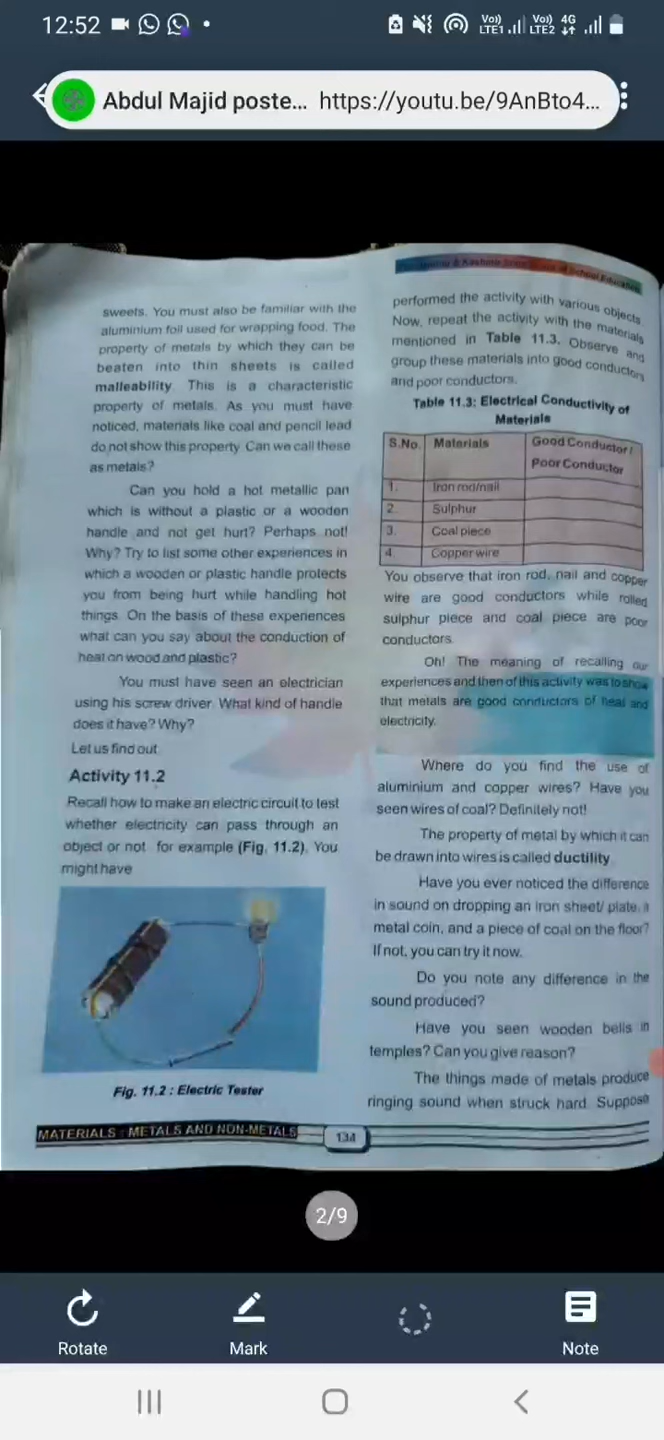 12:52
Vo)) LTE1 Vo)) LTE2 4G
Abdul Majid poste... https://youtu.be/9AnBto4...
sweets. You must also be familiar with the
aluminium foil used for wrapping food. The
property of metals by which they can be
beaten into thin sheets is called
malleability. This is a characteristic
property of metals. As you must have
noticed, materials like coal and pencil lead
do not show this property. Can we call these
as metals?
Can you hold a hot metallic pan
which is without a plastic or a wooden
handle and not get hurt? Perhaps not!
Why? Try to list some other experiences in
which a wooden or plastic handle protects
you from being hurt while handling hot
things. On the basis of these experiences
what can you say about the conduction of
heat on wood and plastic?
You must have seen an electrician
using his screw driver. What kind of handle
does it have? Why?
Let us find out
Activity 11.2
Recall how to make an electric circuit to test
whether electricity can pass through an
object or not for example (Fig. 11.2). You
might have
Fig. 11.2 : Electric Tester
MATERIALS : METALS AND NON-METALS
134
of School Education
performed the activity with various objects.
Now, repeat the activity with the materials
mentioned in Table 11.3. Observe and
group these materials into good conductors
and poor conductors.
Table 11.3: Electrical Conductivity of
Materials
S.No. Materials Good Conductor /
Poor Conductor
1. Iron rod/nail
2. Sulphur
3. Coal piece
4. Copper wire
You observe that iron rod, nail and copper
wire are good conductors while rolled
sulphur piece and coal piece are poor
conductors.
Oh! The meaning of recalling our
experiences and then of this activity was to show
that metals are good conductors of heat and
electricity.
Where do you find the use of
aluminium and copper wires? Have you
seen wires of coal? Definitely not!
The property of metal by which it can
be drawn into wires is called ductility.
Have you ever noticed the difference
in sound on dropping an iron sheet/ plate, a
metal coin, and a piece of coal on the floor?
If not, you can try it now.
Do you note any difference in the
sound produced?
Have you seen wooden bells in
temples? Can you give reason?
The things made of metals produce
ringing sound when struck hard. Suppose
2/9
Rotate Mark Note